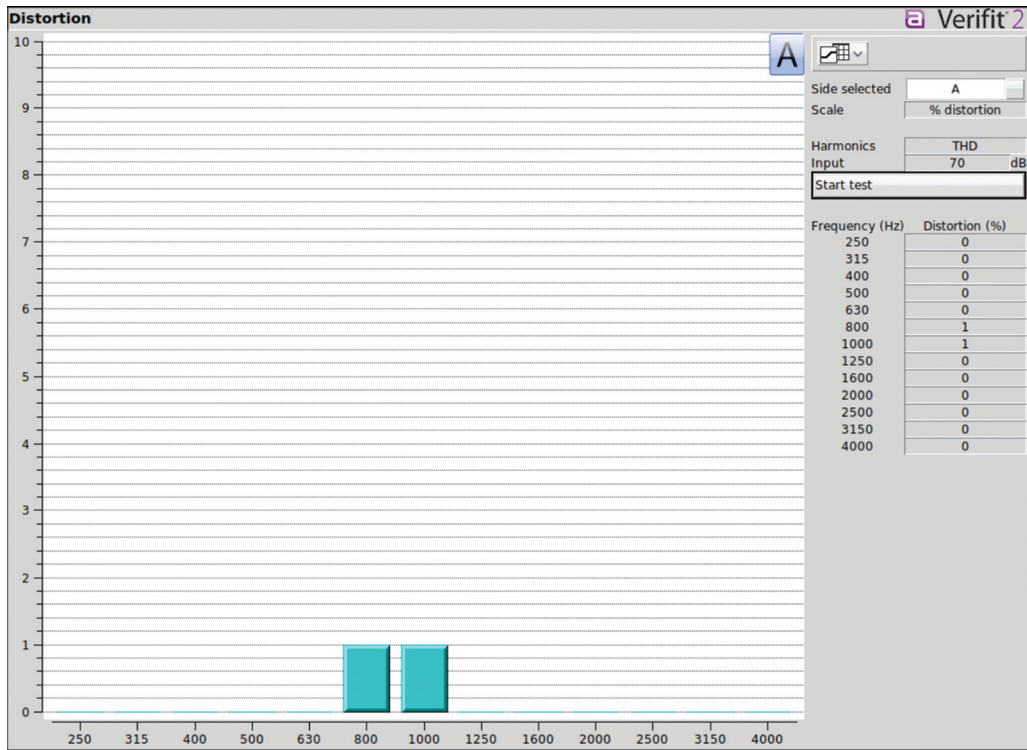 Distortion
a Verifit 2
A
Side selected A
Scale % distortion
Harmonics THD
Input 70 dB
Start test
Frequency (Hz) Distortion (%)
250 0
315 0
400 0
500 0
630 0
800 1
1000 1
1250 0
1600 0
2000 0
2500 0
3150 0
4000 0
10
9
8
7
6
5
4
3
2
1
0
250 315 400 500 630 800 1000 1250 1600 2000 2500 3150 4000